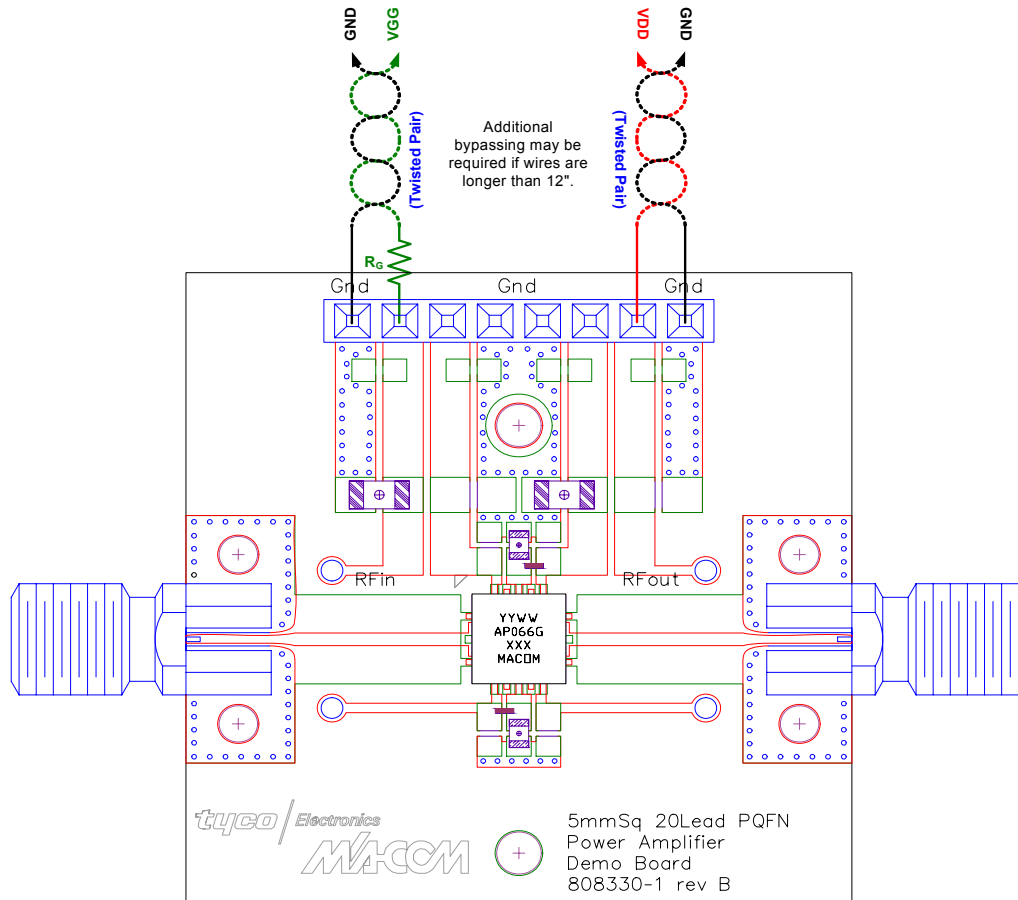 GND
VGG
VDD
GND
(Twisted Pair)
Additional
bypassing may be
required if wires are
longer than 12".
(Twisted Pair)
RG
Gnd
Gnd
Gnd
RFin
RFout
YYWW
AP066G
XXX
MACOM
tyco / Electronics
M/A-COM
5mmSq 20Lead PQFN
Power Amplifier
Demo Board
808330-1 rev B